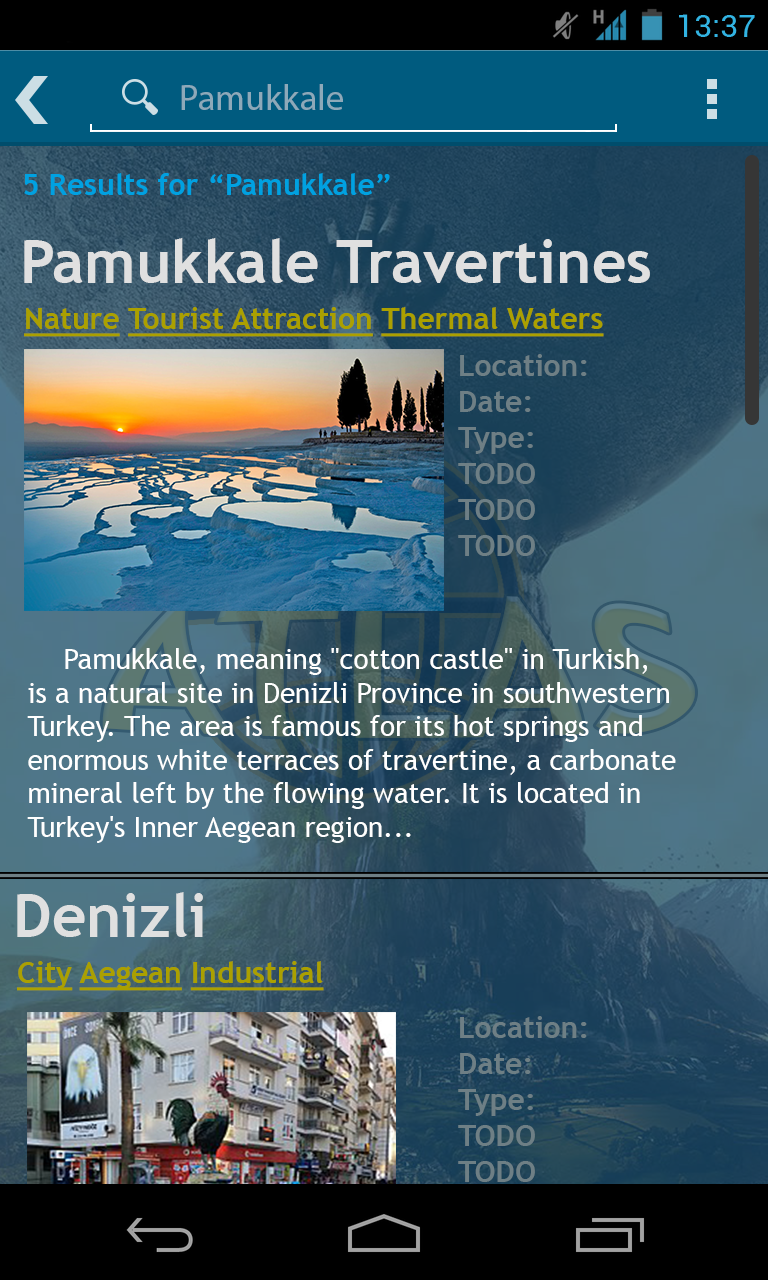 H 13:37
Pamukkale
5 Results for “Pamukkale”
Pamukkale Travertines
Nature Tourist Attraction Thermal Waters
Location:
Date:
Type:
TODO
TODO
TODO
ATLAS
Pamukkale, meaning "cotton castle" in Turkish,
is a natural site in Denizli Province in southwestern
Turkey. The area is famous for its hot springs and
enormous white terraces of travertine, a carbonate
mineral left by the flowing water. It is located in
Turkey's Inner Aegean region...
Denizli
City Aegean Industrial
Location:
Date:
Type:
TODO
TODO